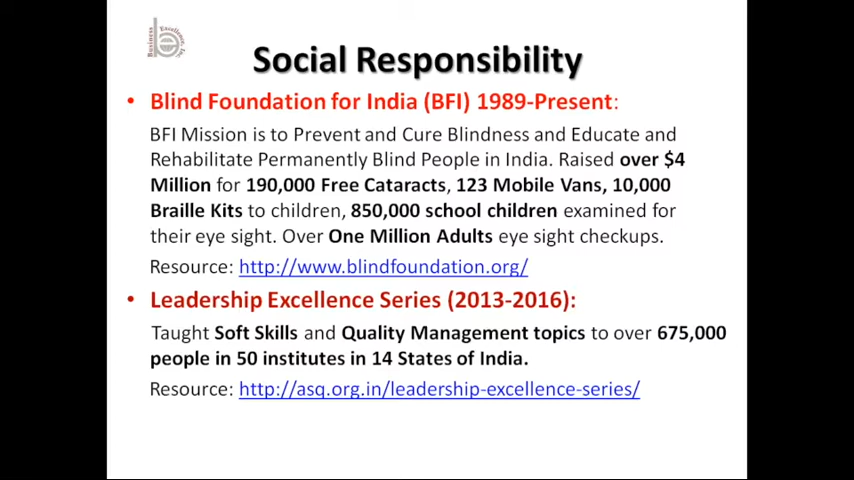 Business Excellence, Inc.
be
Social Responsibility
• Blind Foundation for India (BFI) 1989-Present:
BFI Mission is to Prevent and Cure Blindness and Educate and
Rehabilitate Permanently Blind People in India. Raised over $4
Million for 190,000 Free Cataracts, 123 Mobile Vans, 10,000
Braille Kits to children, 850,000 school children examined for
their eye sight. Over One Million Adults eye sight checkups.
Resource: http://www.blindfoundation.org/
• Leadership Excellence Series (2013-2016):
Taught Soft Skills and Quality Management topics to over 675,000
people in 50 institutes in 14 States of India.
Resource: http://asq.org.in/leadership-excellence-series/